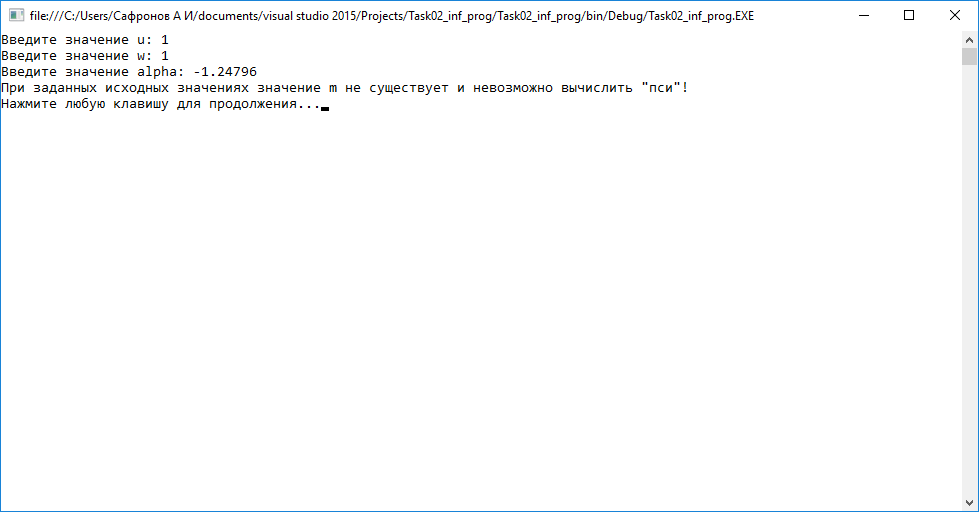 file:///C:/Users/Сафронов А И/documents/visual studio 2015/Projects/Task02_inf_prog/Task02_inf_prog/bin/Debug/Task02_inf_prog.EXE
Введите значение u: 1
Введите значение w: 1
Введите значение alpha: -1.24796
При заданных исходных значениях значение m не существует и невозможно вычислить "пси"!
Нажмите любую клавишу для продолжения...